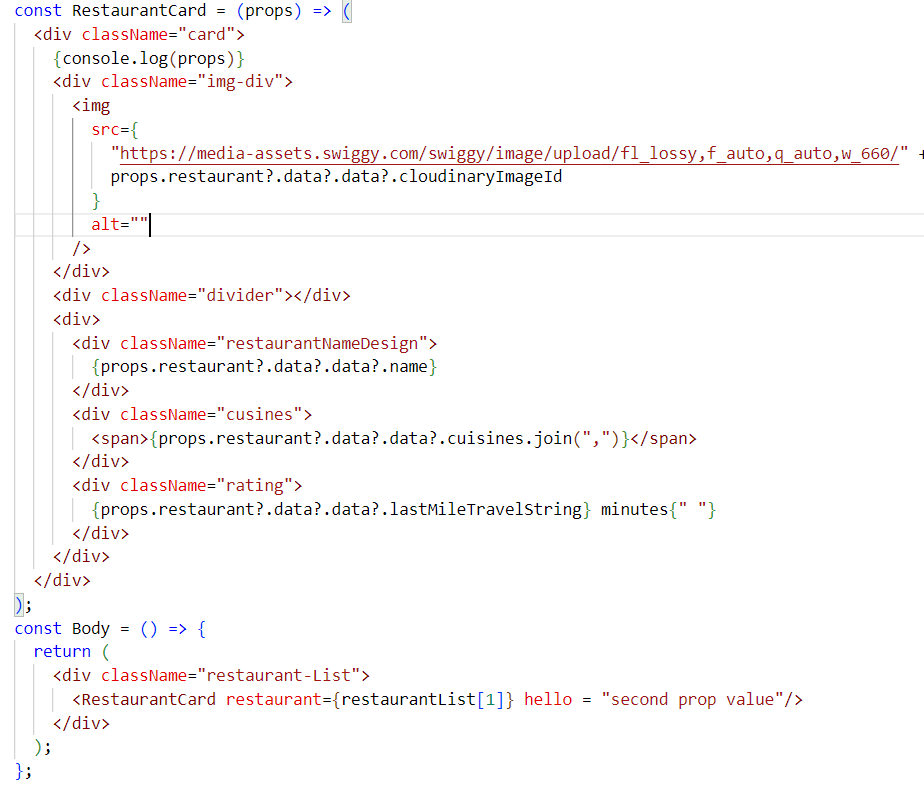 const RestaurantCard = (props) => (
<div className="card">
{console.log(props)}
<div className="img-div">
<img
src={
"https://media-assets.swiggy.com/swiggy/image/upload/fl_lossy,f_auto,q_auto,w_660/" +
props.restaurant?.data?.data?.cloudinaryImageId
}
alt=""
/>
</div>
<div className="divider"></div>
<div>
<div className="restaurantNameDesign">
{props.restaurant?.data?.data?.name}
</div>
<div className="cusines">
<span>{props.restaurant?.data?.data?.cuisines.join(",")}</span>
</div>
<div className="rating">
{props.restaurant?.data?.data?.lastMileTravelString} minutes{" "}
</div>
</div>
</div>
);
const Body = () => {
return (
<div className="restaurant-List">
<RestaurantCard restaurant={restaurantList[1]} hello = "second prop value"/>
</div>
);
};